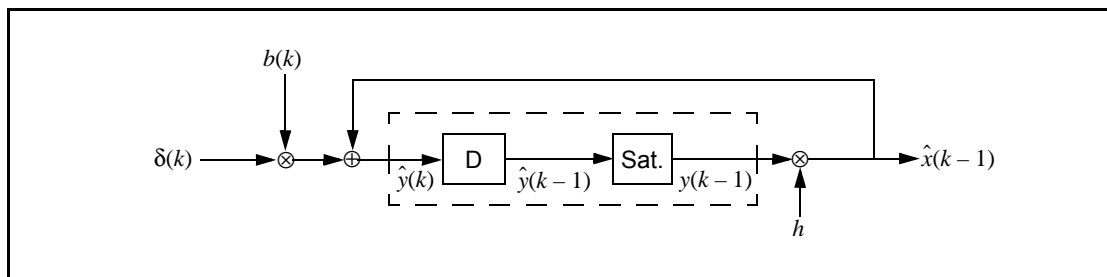 b(k)
δ(k) ⊗ ⊕ D Sat. ⊗ x̂(k – 1)
ŷ(k) ŷ(k – 1) y(k – 1)
h